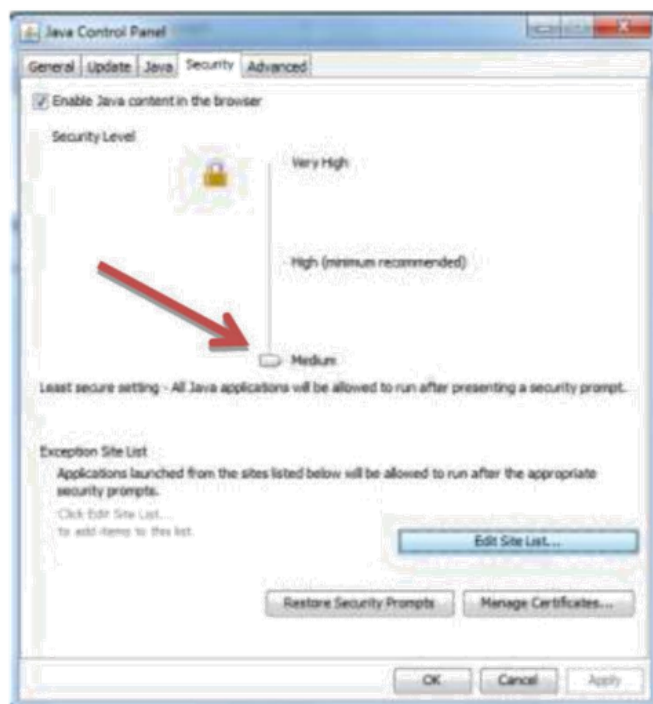 Java Control Panel
General Update Java Security Advanced
Enable Java content in the browser
Security Level
Very High
High (minimum recommended)
Medium
Least secure setting - All Java applications will be allowed to run after presenting a security prompt.
Exception Site List
Applications launched from the sites listed below will be allowed to run after the appropriate
security prompts.
Click Edit Site List...
to add items to this list.
Edit Site List...
Restore Security Prompts Manage Certificates...
OK Cancel Apply